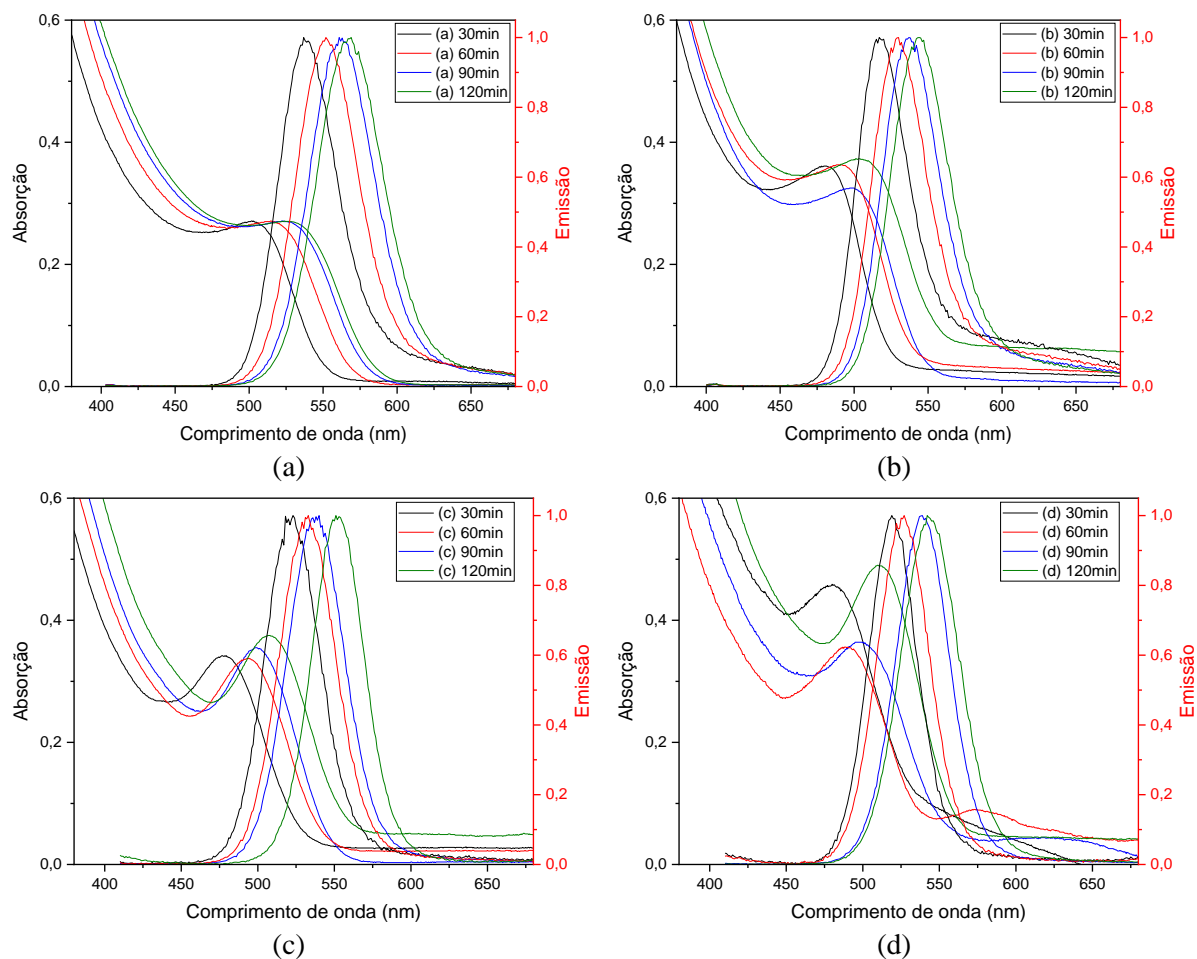 0,6
0,4
0,2
0,0
Absorção
(a) 30min
(a) 60min
(a) 90min
(a) 120min
1,0
0,8
0,6
0,4
0,2
0,0
Emissão
400 450 500 550 600 650
Comprimento de onda (nm)
(a)
0,6
0,4
0,2
0,0
Absorção
(b) 30min
(b) 60min
(b) 90min
(b) 120min
1,0
0,8
0,6
0,4
0,2
0,0
Emissão
400 450 500 550 600 650
Comprimento de onda (nm)
(b)
0,6
0,4
0,2
0,0
Absorção
(c) 30min
(c) 60min
(c) 90min
(c) 120min
1,0
0,8
0,6
0,4
0,2
0,0
Emissão
400 450 500 550 600 650
Comprimento de onda (nm)
(c)
0,6
0,4
0,2
0,0
Absorção
(d) 30min
(d) 60min
(d) 90min
(d) 120min
1,0
0,8
0,6
0,4
0,2
0,0
Emissão
400 450 500 550 600 650
Comprimento de onda (nm)
(d)